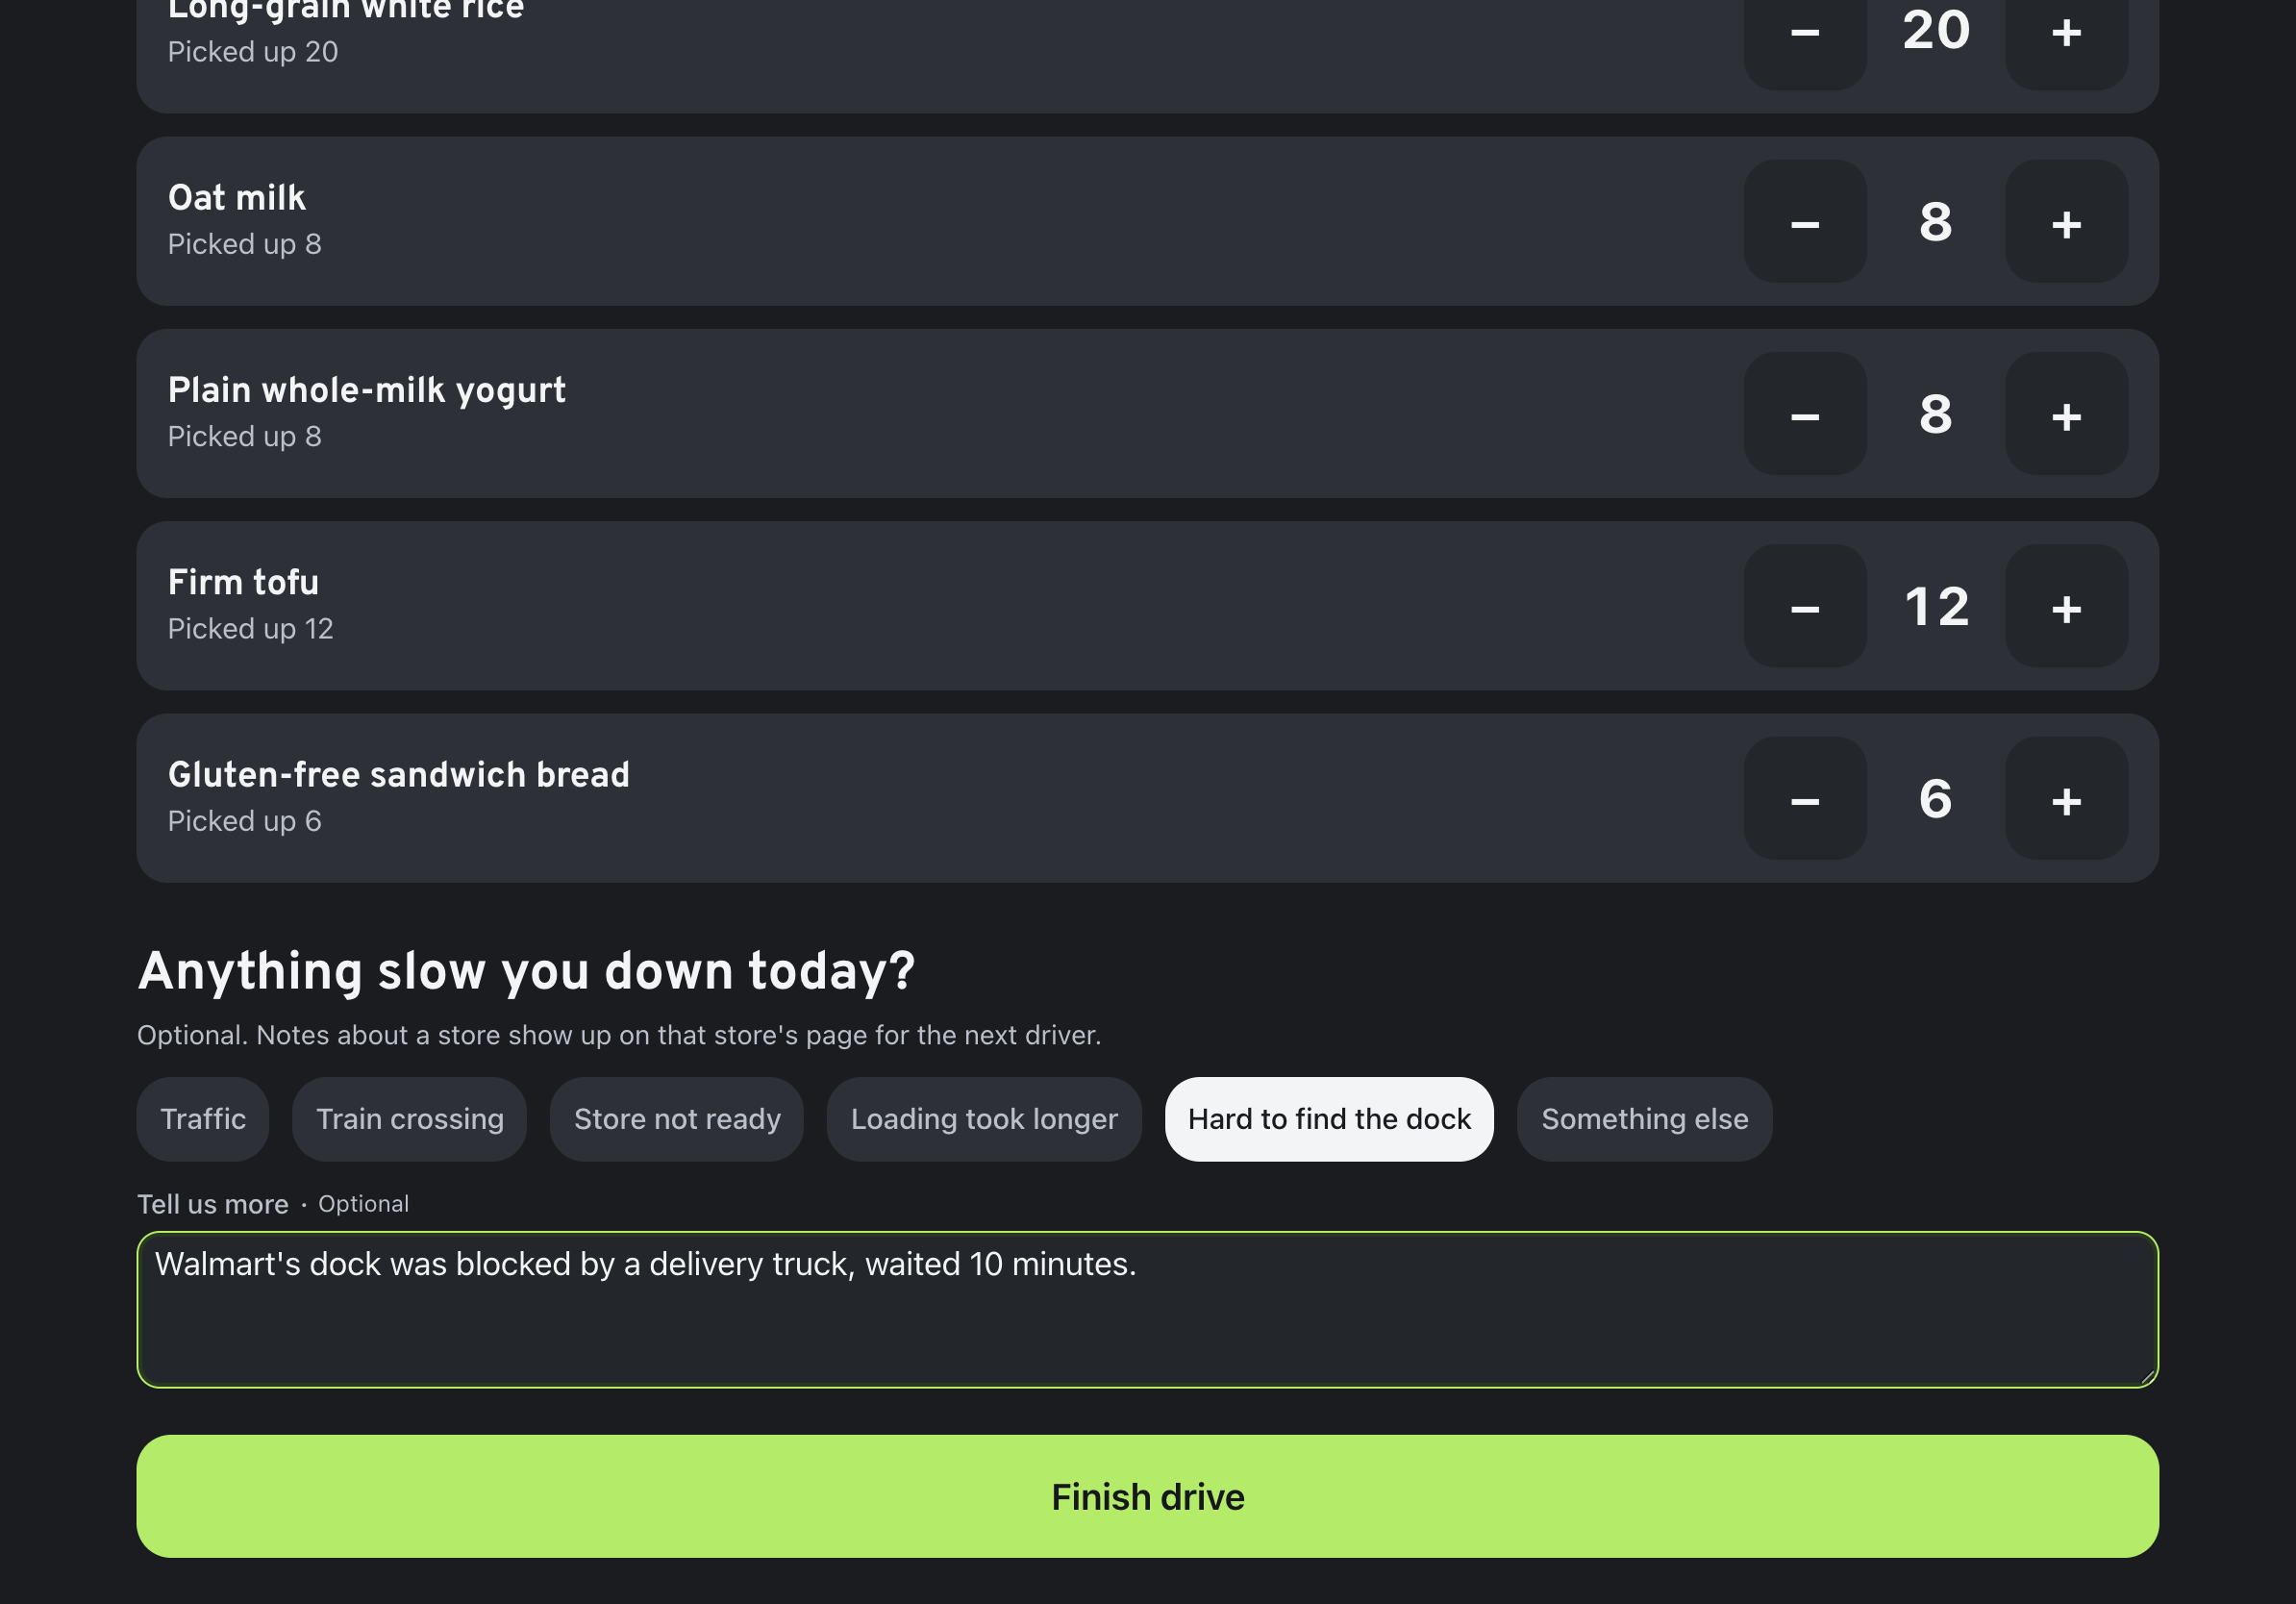 Long-grain white rice
Picked up 20
− 20 +
Oat milk
Picked up 8
− 8 +
Plain whole-milk yogurt
Picked up 8
− 8 +
Firm tofu
Picked up 12
− 12 +
Gluten-free sandwich bread
Picked up 6
− 6 +
Anything slow you down today?
Optional. Notes about a store show up on that store's page for the next driver.
Traffic Train crossing Store not ready Loading took longer Hard to find the dock Something else
Tell us more · Optional
Walmart's dock was blocked by a delivery truck, waited 10 minutes.
Finish drive